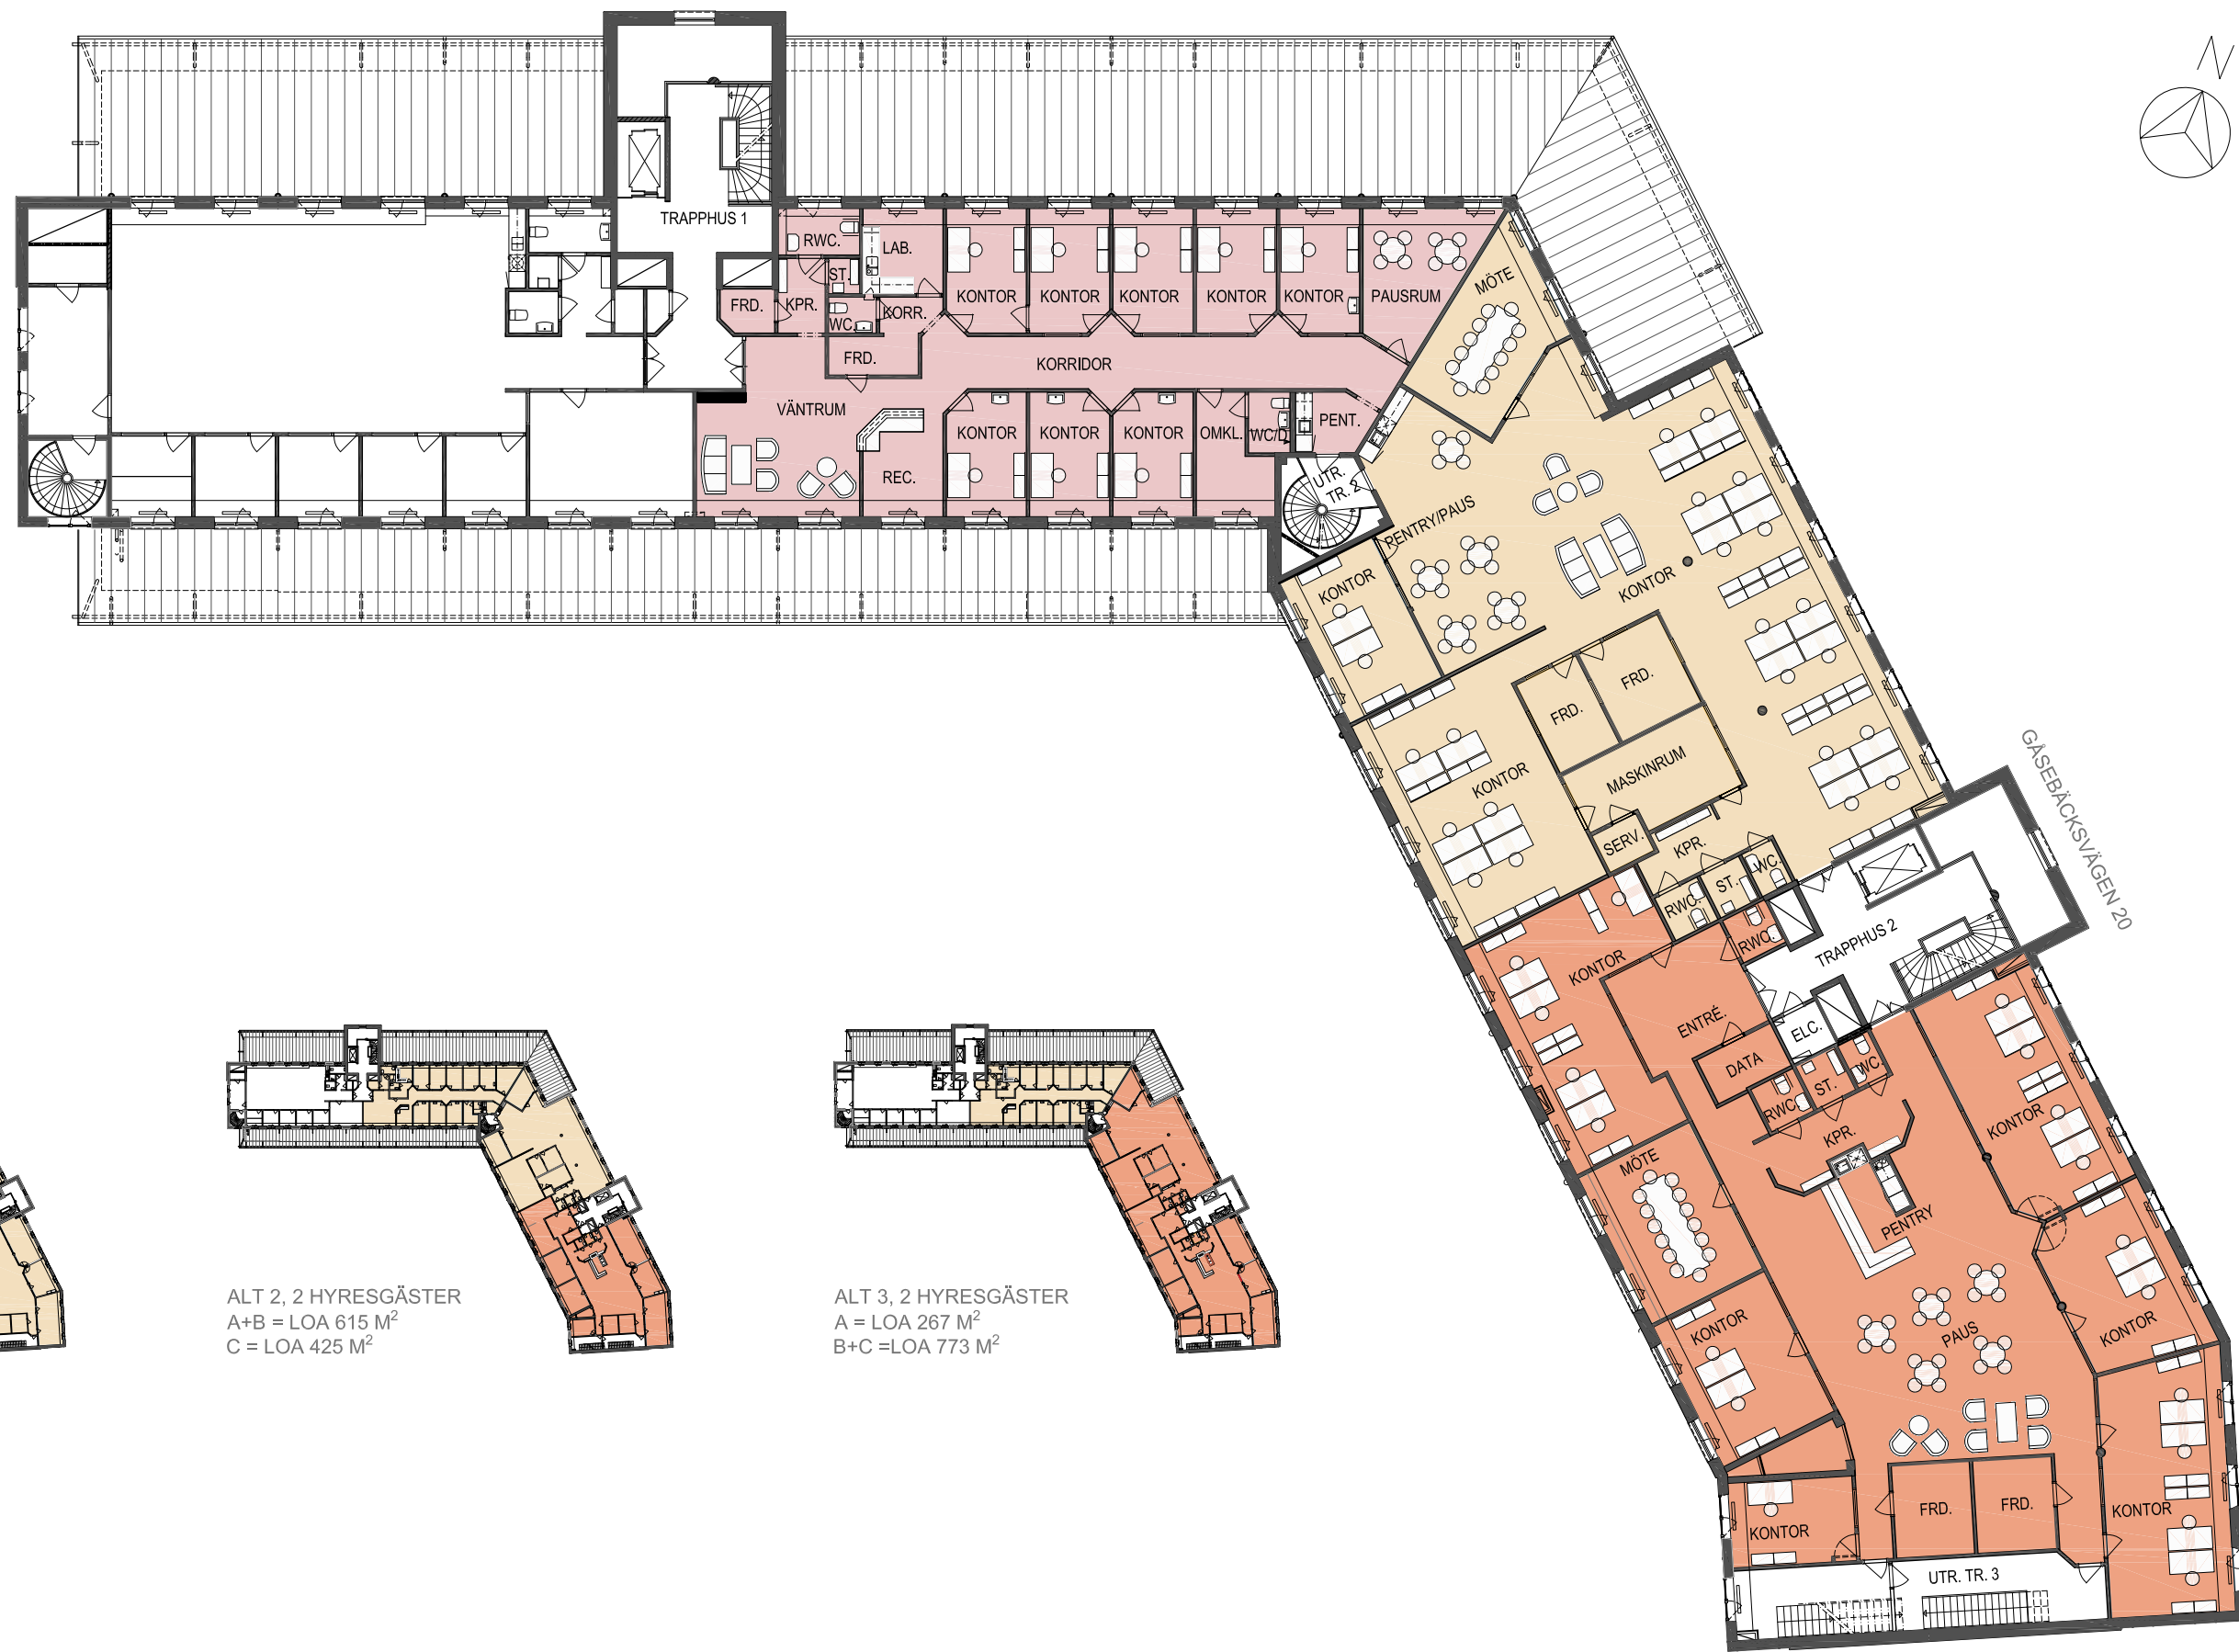 N
TRAPPHUS 1
RWC.
LAB.
ST.
FRD.
KPR.
WC.
KORR.
KONTOR
KONTOR
KONTOR
KONTOR
KONTOR
PAUSRUM
MÖTE
FRD.
KORRIDOR
VÄNTRUM
REC.
KONTOR
KONTOR
KONTOR
OMKL.
WC/D
PENT.
UTR.
TR. 2
PENTRY/PAUS
KONTOR
KONTOR
FRD.
FRD.
KONTOR
MASKINRUM
SERV.
KPR.
RWC.
ST.
WC.
GÅSEBÄCKSVÄGEN 20
RWC.
TRAPPHUS 2
KONTOR
ENTRÉ.
ELC.
DATA
RWC.
ST.
WC.
KPR.
KONTOR
MÖTE
PENTRY
KONTOR
PAUS
KONTOR
KONTOR
FRD.
FRD.
KONTOR
UTR. TR. 3
ALT 2, 2 HYRESGÄSTER
A+B = LOA 615 M²
C = LOA 425 M²
ALT 3, 2 HYRESGÄSTER
A = LOA 267 M²
B+C =LOA 773 M²